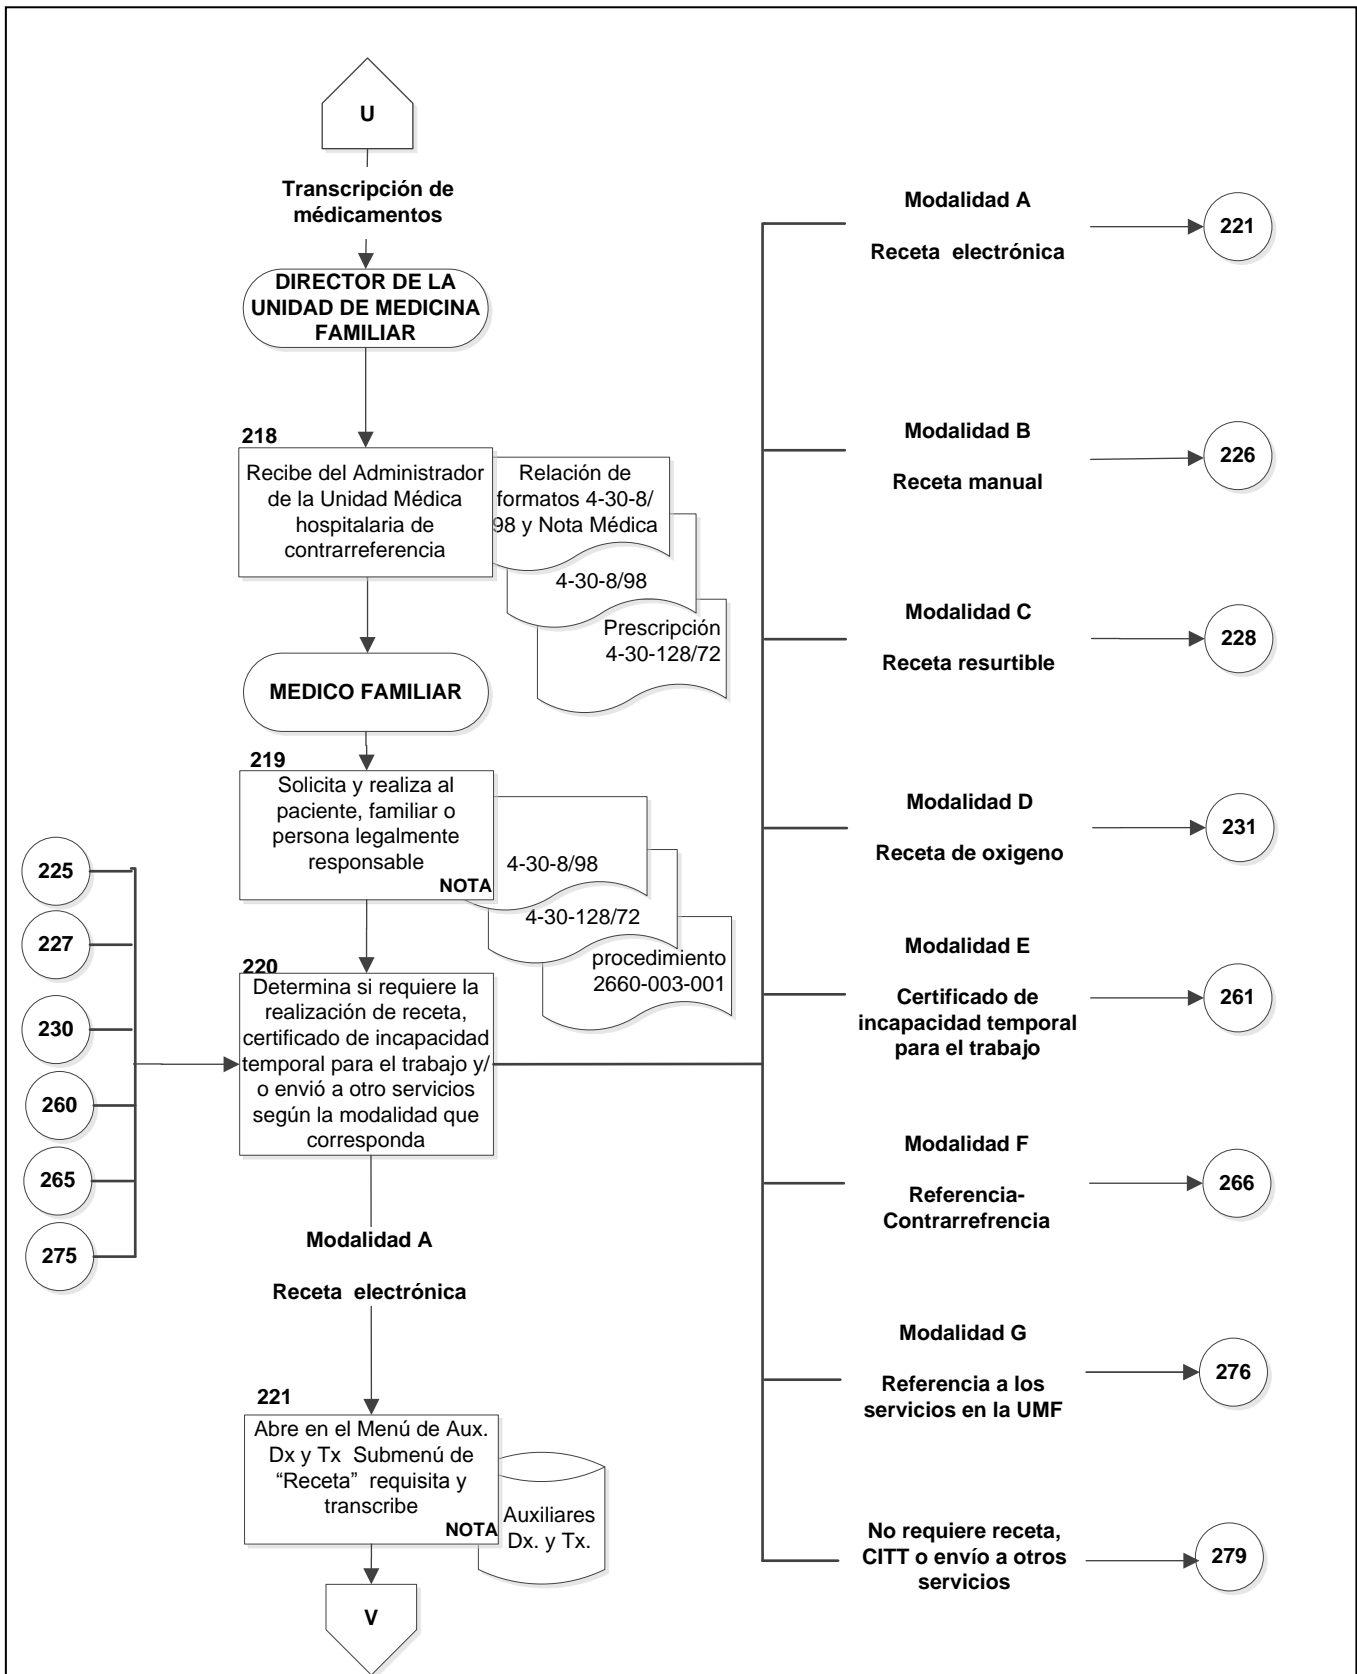 U
Transcripción de
médicamentos
DIRECTOR DE LA
UNIDAD DE MEDICINA
FAMILIAR
218
Recibe del Administrador
de la Unidad Médica
hospitalaria de
contrarreferencia
Relación de
formatos 4-30-8/
98 y Nota Médica
4-30-8/98
Prescripción
4-30-128/72
MEDICO FAMILIAR
219
Solicita y realiza al
paciente, familiar o
persona legalmente
responsable
NOTA
4-30-8/98
4-30-128/72
procedimiento
2660-003-001
225
227
230
260
265
275
220
Determina si requiere la
realización de receta,
certificado de incapacidad
temporal para el trabajo y/
o envió a otro servicios
según la modalidad que
corresponda
Modalidad A
Receta electrónica
221
Abre en el Menú de Aux.
Dx y Tx Submenú de
“Receta” requisita y
transcribe
NOTA
Auxiliares
Dx. y Tx.
V
Modalidad A
Receta electrónica
221
Modalidad B
Receta manual
226
Modalidad C
Receta resurtible
228
Modalidad D
Receta de oxigeno
231
Modalidad E
Certificado de
incapacidad temporal
para el trabajo
261
Modalidad F
Referencia-
Contrarrefrencia
266
Modalidad G
Referencia a los
servicios en la UMF
276
No requiere receta,
CITT o envío a otros
servicios
279